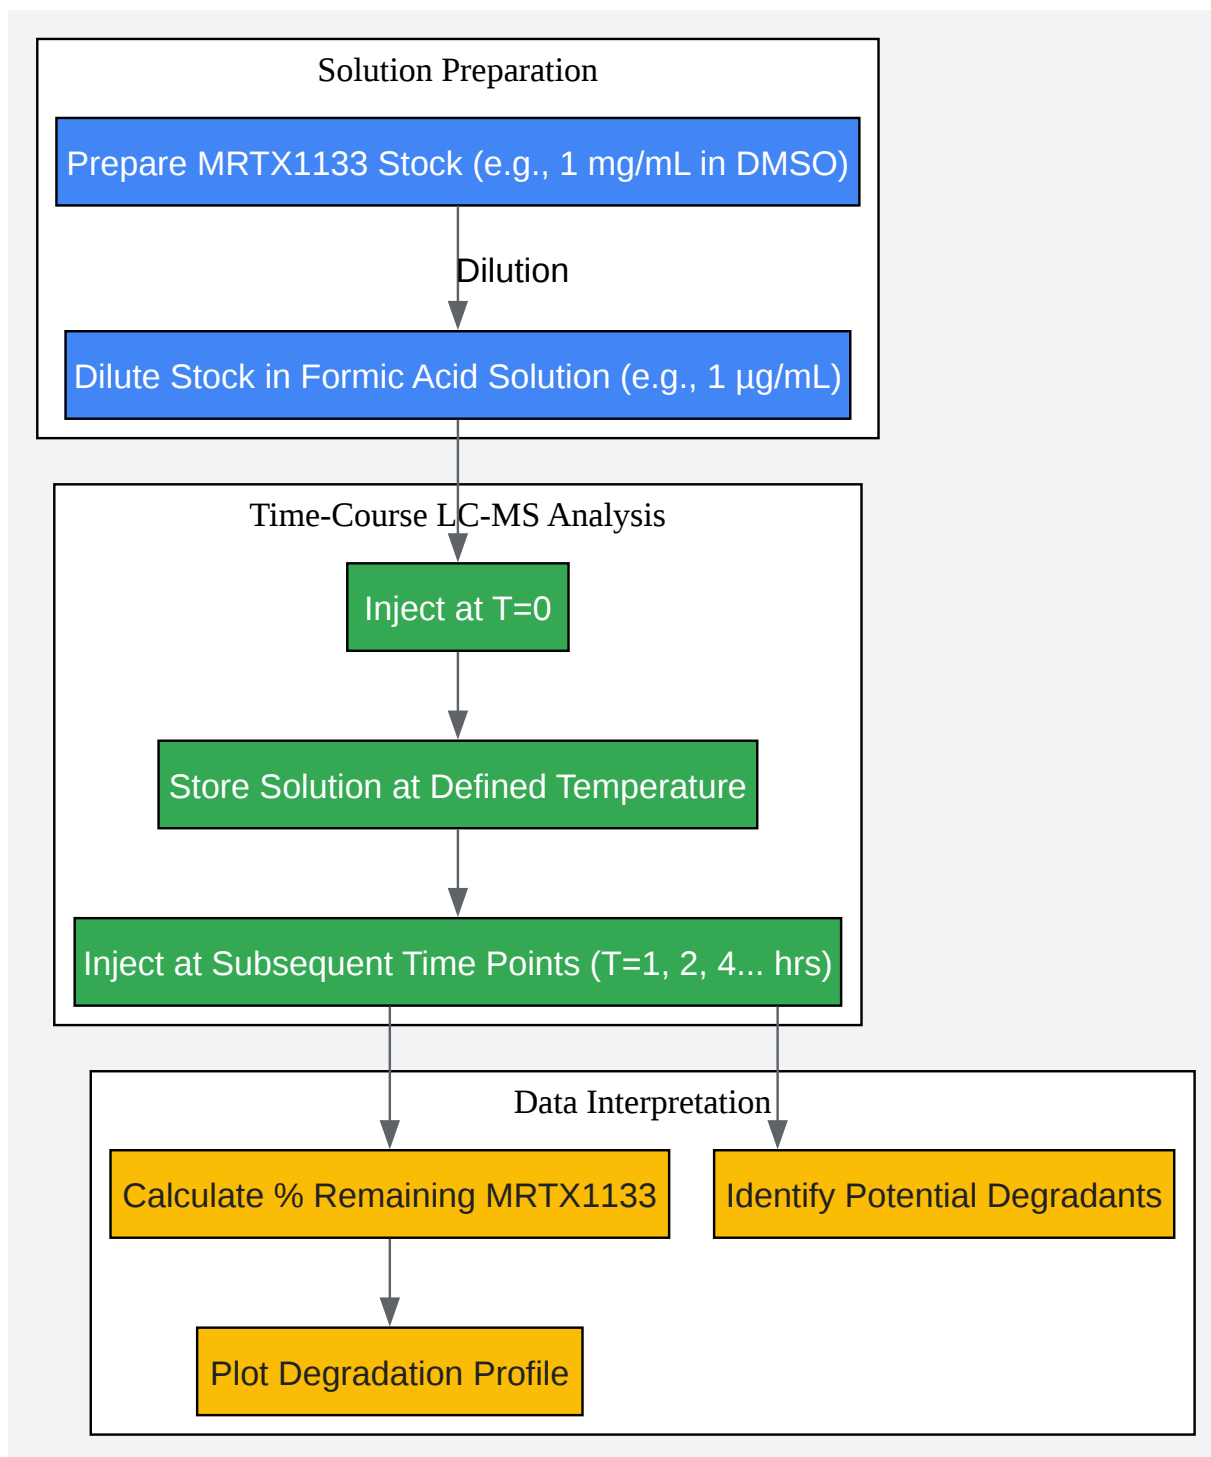 Solution Preparation
Prepare MRTX1133 Stock (e.g., 1 mg/mL in DMSO)
Dilution
Dilute Stock in Formic Acid Solution (e.g., 1 µg/mL)
Time-Course LC-MS Analysis
Inject at T=0
Store Solution at Defined Temperature
Inject at Subsequent Time Points (T=1, 2, 4... hrs)
Data Interpretation
Calculate % Remaining MRTX1133
Identify Potential Degradants
Plot Degradation Profile